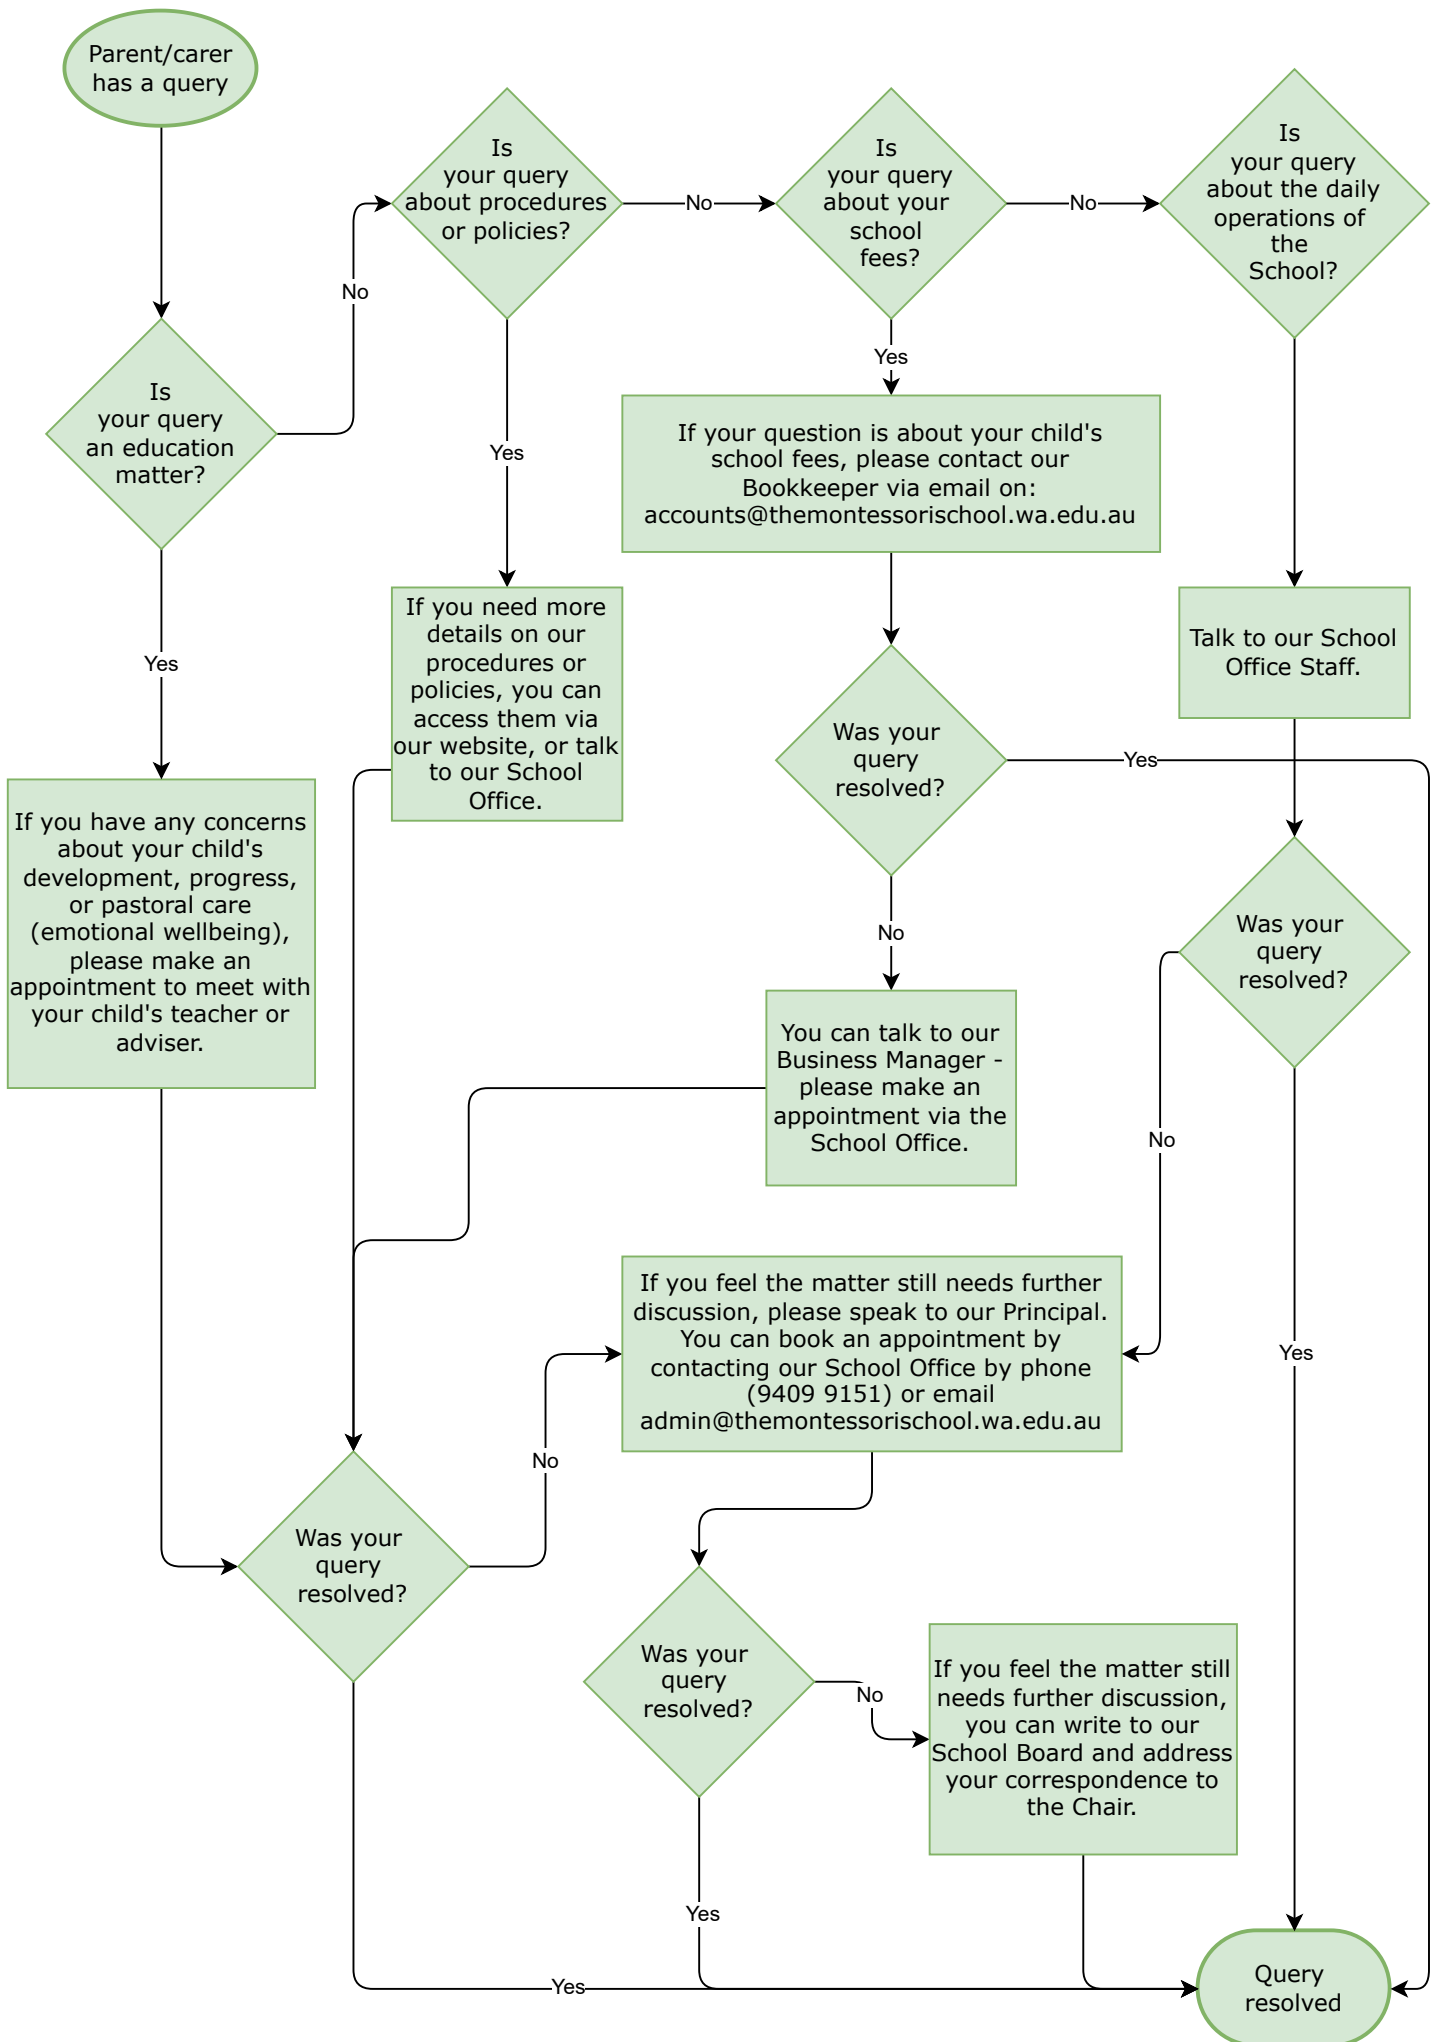 Parent/carer
has a query
Is
your query
about procedures
or policies?
No
Is
your query
about your
school
fees?
No
Is
your query
about the daily
operations of
the
School?
No
Is
your query
an education
matter?
Yes
Yes
Yes
If your question is about your child's
school fees, please contact our
Bookkeeper via email on:
accounts@themontessorischool.wa.edu.au
If you need more
details on our
procedures or
policies, you can
access them via
our website, or talk
to our School
Office.
Talk to our School
Office Staff.
Was your
query
resolved?
Yes
If you have any concerns
about your child's
development, progress,
or pastoral care
(emotional wellbeing),
please make an
appointment to meet with
your child's teacher or
adviser.
No
Was your
query
resolved?
You can talk to our
Business Manager -
please make an
appointment via the
School Office.
No
If you feel the matter still needs further
discussion, please speak to our Principal.
You can book an appointment by
contacting our School Office by phone
(9409 9151) or email
admin@themontessorischool.wa.edu.au
Yes
No
Was your
query
resolved?
Was your
query
resolved?
No
If you feel the matter still
needs further discussion,
you can write to our
School Board and address
your correspondence to
the Chair.
Yes
Yes
Query
resolved